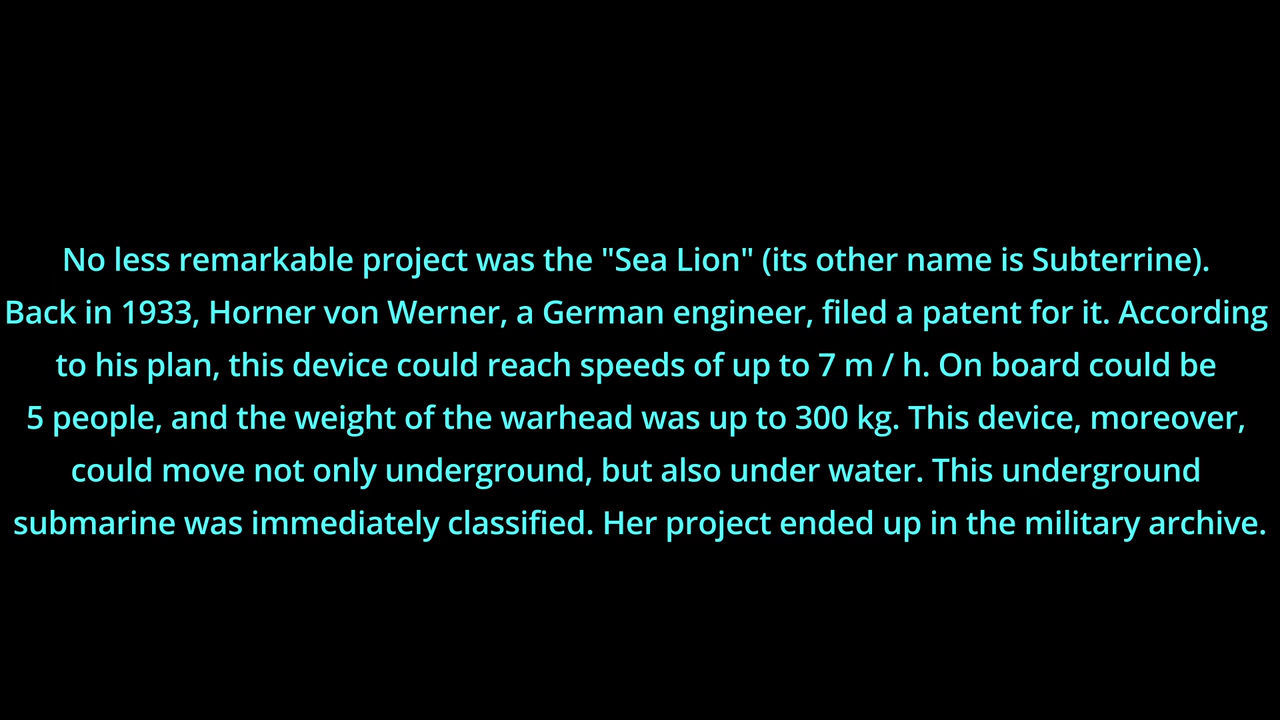 No less remarkable project was the "Sea Lion" (its other name is Subterrine).
Back in 1933, Horner von Werner, a German engineer, filed a patent for it. According
to his plan, this device could reach speeds of up to 7 m / h. On board could be
5 people, and the weight of the warhead was up to 300 kg. This device, moreover,
could move not only underground, but also under water. This underground
submarine was immediately classified. Her project ended up in the military archive.